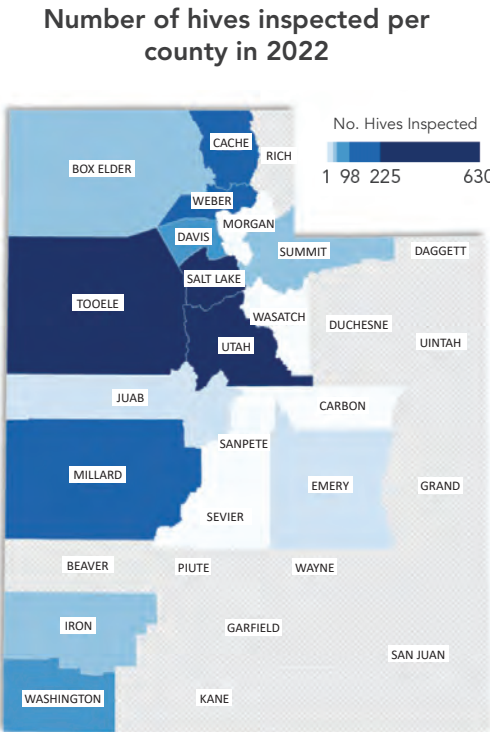 Number of hives inspected per
county in 2022
No. Hives Inspected
1 98 225 630
CACHE
RICH
BOX ELDER
WEBER
MORGAN
DAVIS
SUMMIT
DAGGETT
SALT LAKE
TOOELE
WASATCH
DUCHESNE
UINTAH
UTAH
JUAB
CARBON
SANPETE
MILLARD
EMERY
GRAND
SEVIER
BEAVER
PIUTE
WAYNE
IRON
GARFIELD
SAN JUAN
WASHINGTON
KANE